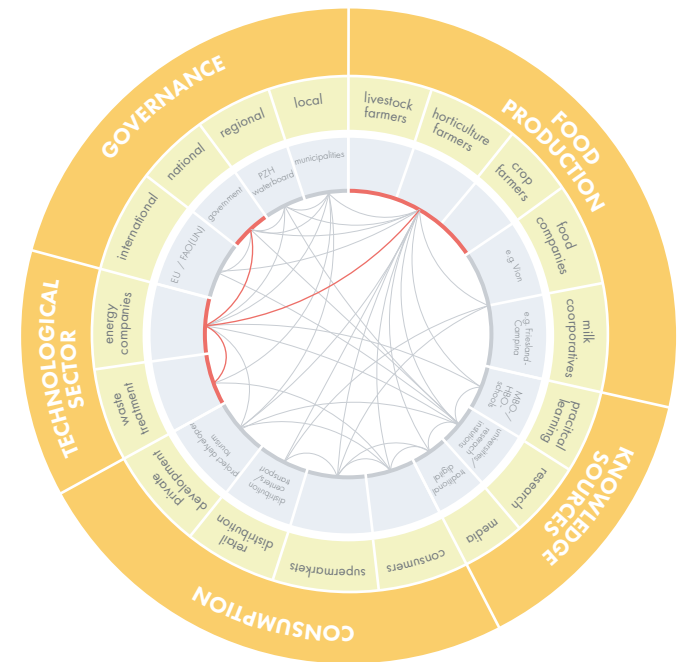 GOVERNANCE
FOOD
PRODUCTION
KNOWLEDGE
SOURCES
CONSUMPTION
TECHNOLOGICAL
SECTOR
livestock
farmers
horticulture
farmers
crop
farmers
food
companies
milk
coorporatives
pracitcal
learning
research
media
consumers
supermarkets
retail
distribution
private
development
waste
treatment
energy
companies
international
national
regional
local
e.g. Vion
e.g. Friesland-
Campina
MBO-/
HBO-
schools
universities/
reserach
insitutions
traditional
digital
distribution
centers/
transport
project developer
tourism
EU / FAO(UN)
government
PZH
waterboard
municipalities